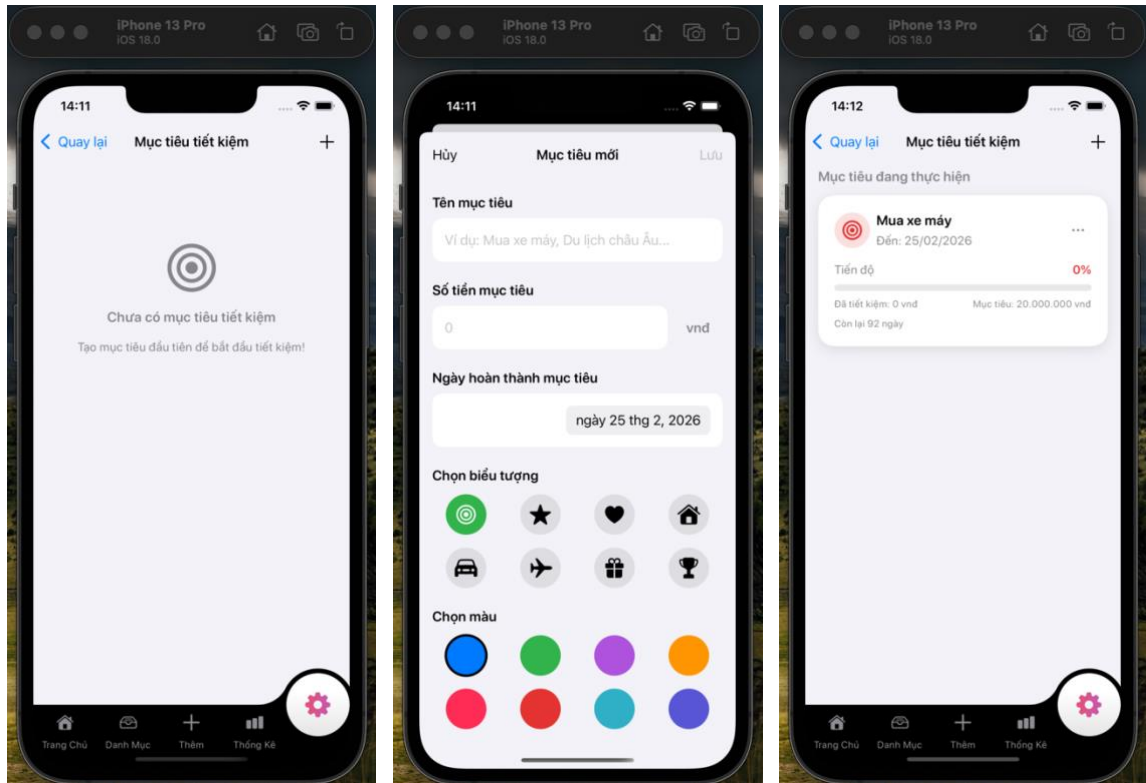 iPhone 13 Pro
iOS 18.0
14:11
Quay lại
Mục tiêu tiết kiệm
Chưa có mục tiêu tiết kiệm
Tạo mục tiêu đầu tiên để bắt đầu tiết kiệm!
Trang Chủ
Danh Mục
Thêm
Thống Kê
iPhone 13 Pro
iOS 18.0
14:11
Hủy
Mục tiêu mới
Lưu
Tên mục tiêu
Ví dụ: Mua xe máy, Du lịch châu Âu...
Số tiền mục tiêu
0
vnđ
Ngày hoàn thành mục tiêu
ngày 25 thg 2, 2026
Chọn biểu tượng
Chọn màu
iPhone 13 Pro
iOS 18.0
14:12
Quay lại
Mục tiêu tiết kiệm
Mục tiêu đang thực hiện
Mua xe máy
Đến: 25/02/2026
Tiến độ
0%
Đã tiết kiệm: 0 vnđ
Mục tiêu: 20.000.000 vnđ
Còn lại 92 ngày
Trang Chủ
Danh Mục
Thêm
Thống Kê